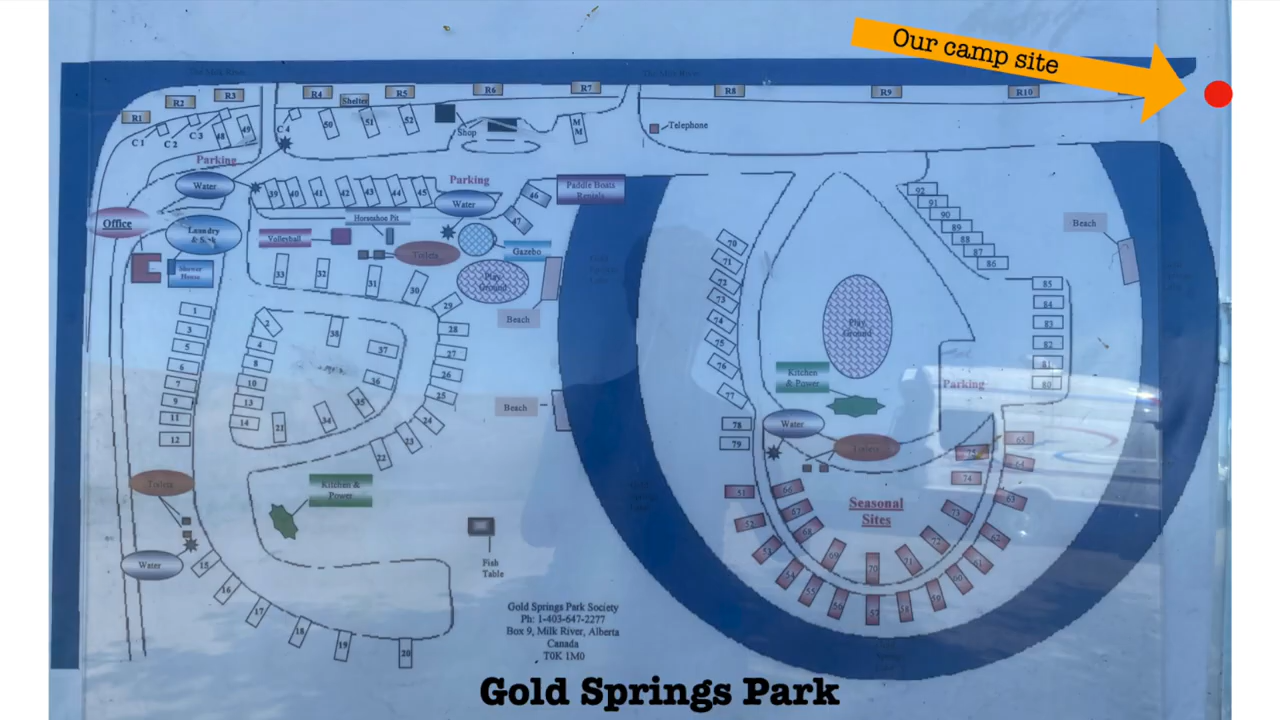 Our camp site
The Milk River
The Milk River
R1
R2
R3
R4
Shelter
R5
R6
R7
R8
R9
R10
C 1
C 2
C 3
48
49
C 4
50
51
52
Shop
M
M
Telephone
Parking
Water
39
40
41
42
43
44
45
Parking
Water
46
47
Paddle Boats
Rentals
Office
Laundry
Shower
House
Horseshoe Pit
Volleyball
Toilets
Gazebo
Play
Ground
Beach
33
32
31
30
29
28
27
26
25
24
23
22
1
3
5
6
7
9
11
12
2
4
8
10
13
14
21
34
35
36
37
38
Beach
Toilets
Water
Kitchen &
Power
15
16
17
18
19
20
Fish
Table
Gold Springs Park Society
Ph: 1-403-647-2277
Box 9, Milk River, Alberta
Canada
T0K 1M0
92
91
90
89
88
87
86
85
84
83
82
81
80
Beach
70
71
72
73
74
75
76
77
78
79
Play
Ground
Kitchen
& Power
Parking
Water
Toilets
Seasonal
Sites
51
52
53
54
55
56
57
58
59
60
61
62
63
64
65
66
67
68
69
70
71
72
73
74
75
Gold Springs Park